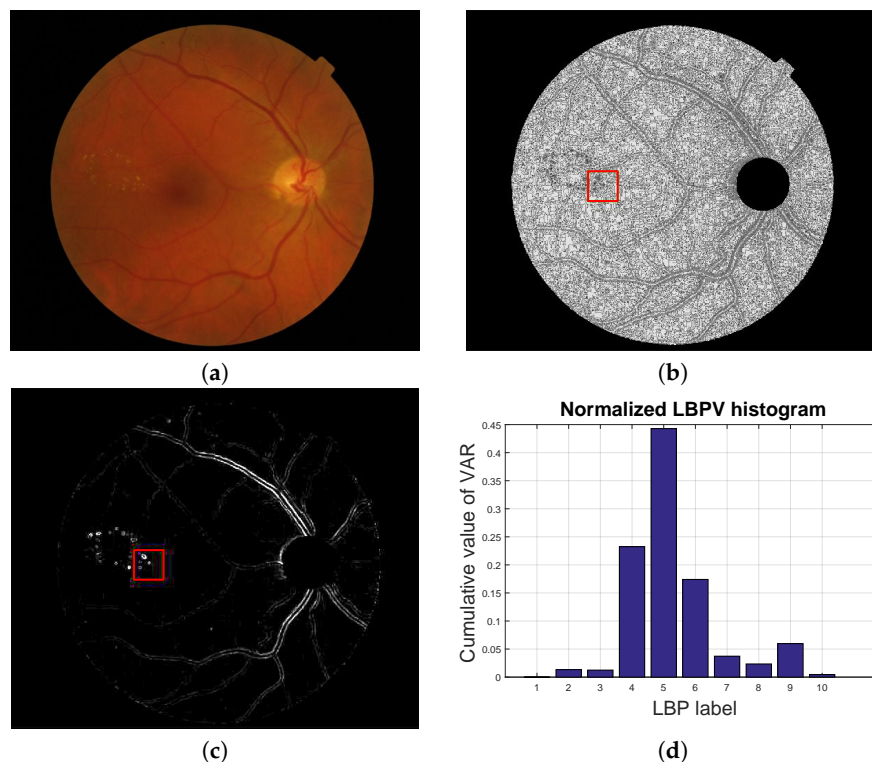 (a)
(b)
Normalized LBPV histogram
Cumulative value of VAR
0.45
0.4
0.35
0.3
0.25
0.2
0.15
0.1
0.05
0
1 2 3 4 5 6 7 8 9 10
LBP label
(c)
(d)